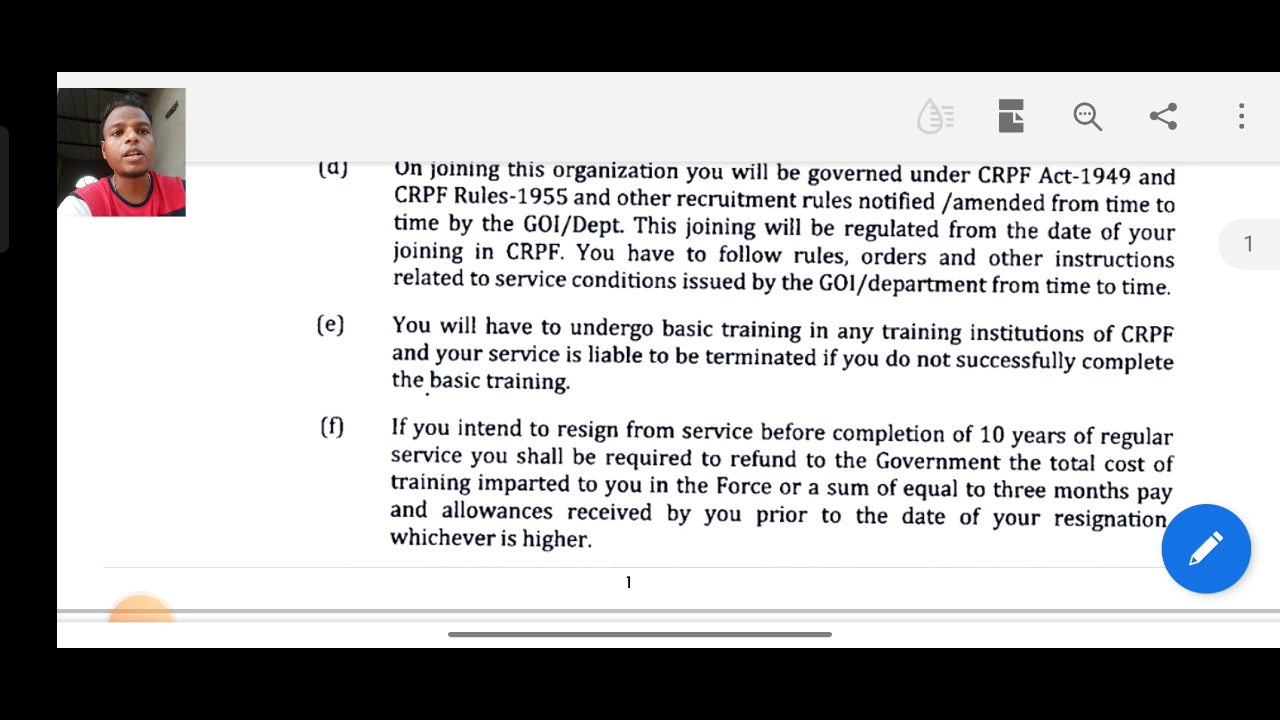 (d) On joining this organization you will be governed under CRPF Act-1949 and
CRPF Rules-1955 and other recruitment rules notified /amended from time to
time by the GOI/Dept. This joining will be regulated from the date of your
joining in CRPF. You have to follow rules, orders and other instructions
related to service conditions issued by the GOI/department from time to time.
1
(e) You will have to undergo basic training in any training institutions of CRPF
and your service is liable to be terminated if you do not successfully complete
the basic training.
(f) If you intend to resign from service before completion of 10 years of regular
service you shall be required to refund to the Government the total cost of
training imparted to you in the Force or a sum of equal to three months pay
and allowances received by you prior to the date of your resignation
whichever is higher.
1